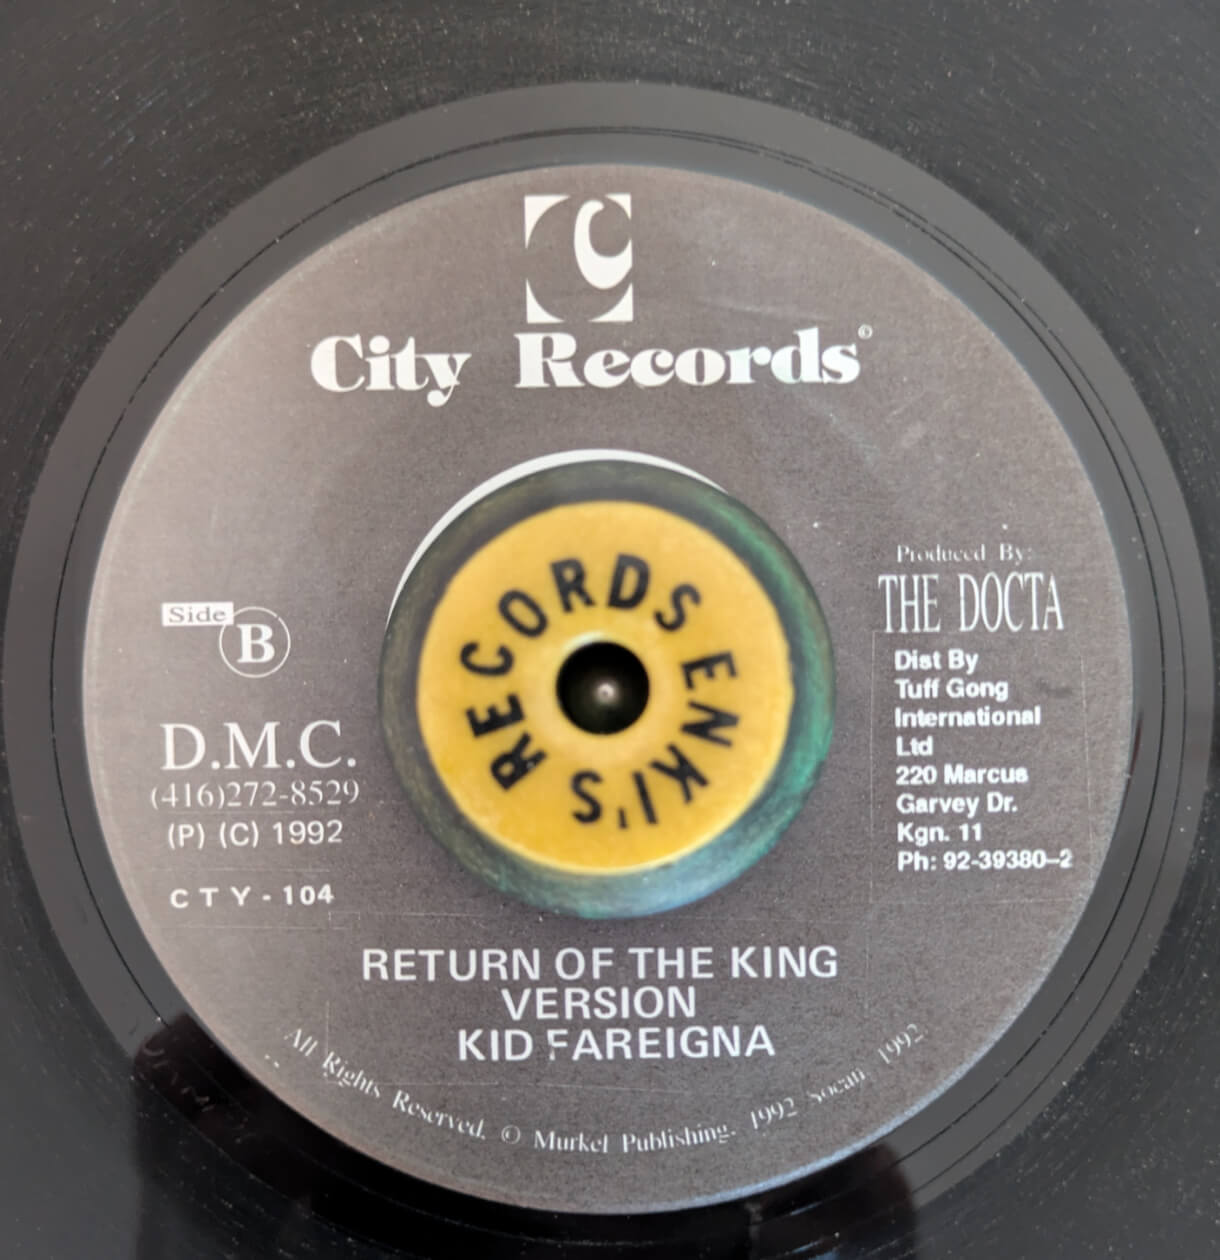 C
City Records©
RECORDS ENKI'S
Side B
D.M.C.
(416)272-8529
(P) (C) 1992
CTY-104
Produced By:
THE DOCTA
Dist By
Tuff Gong
International
Ltd
220 Marcus
Garvey Dr.
Kgn. 11
Ph: 92-39380-2
RETURN OF THE KING
VERSION
KID FAREIGNA
All Rights Reserved. © Murkel Publishing. 1992 Socan 1992